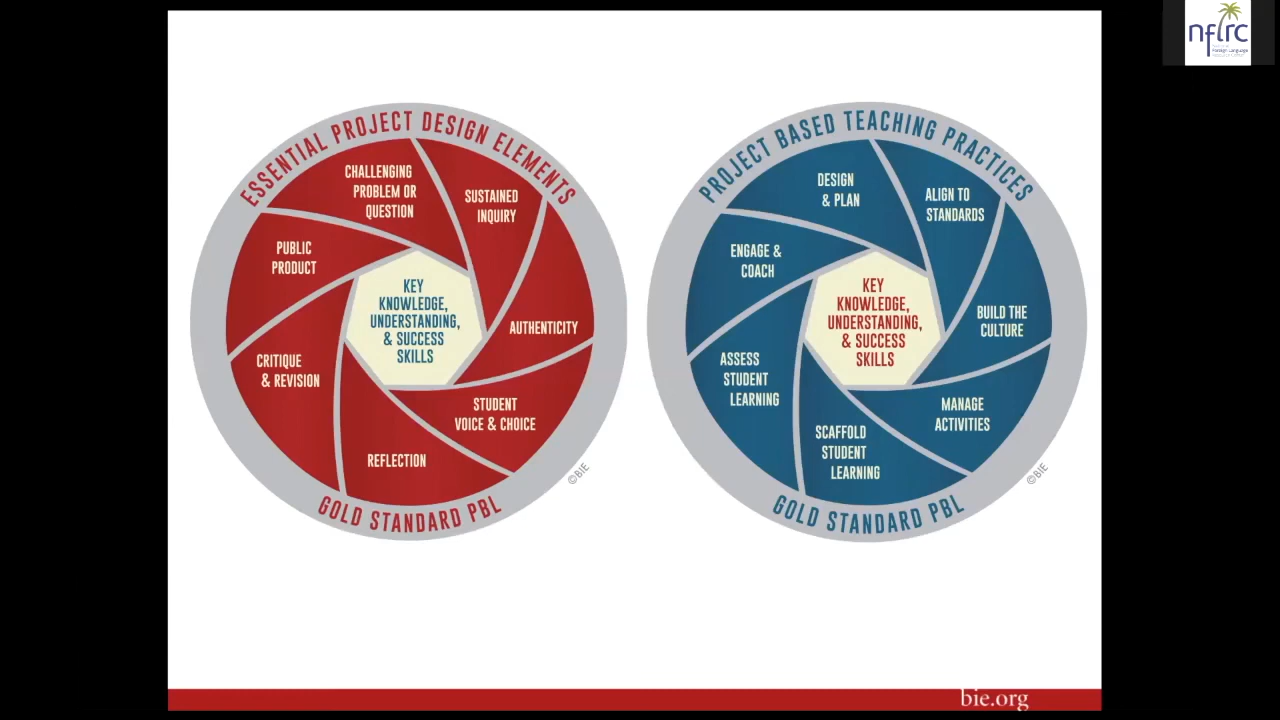 nflrc
Foreign Language
ESSENTIAL PROJECT DESIGN ELEMENTS
CHALLENGING
PROBLEM OR
QUESTION
SUSTAINED
INQUIRY
AUTHENTICITY
STUDENT
VOICE & CHOICE
REFLECTION
CRITIQUE
& REVISION
PUBLIC
PRODUCT
KEY
KNOWLEDGE,
UNDERSTANDING,
& SUCCESS
SKILLS
GOLD STANDARD PBL
©BIE
PROJECT BASED TEACHING PRACTICES
DESIGN
& PLAN
ALIGN TO
STANDARDS
BUILD THE
CULTURE
MANAGE
ACTIVITIES
SCAFFOLD
STUDENT
LEARNING
ASSESS
STUDENT
LEARNING
ENGAGE &
COACH
KEY
KNOWLEDGE,
UNDERSTANDING,
& SUCCESS
SKILLS
GOLD STANDARD PBL
©BIE
bie.org